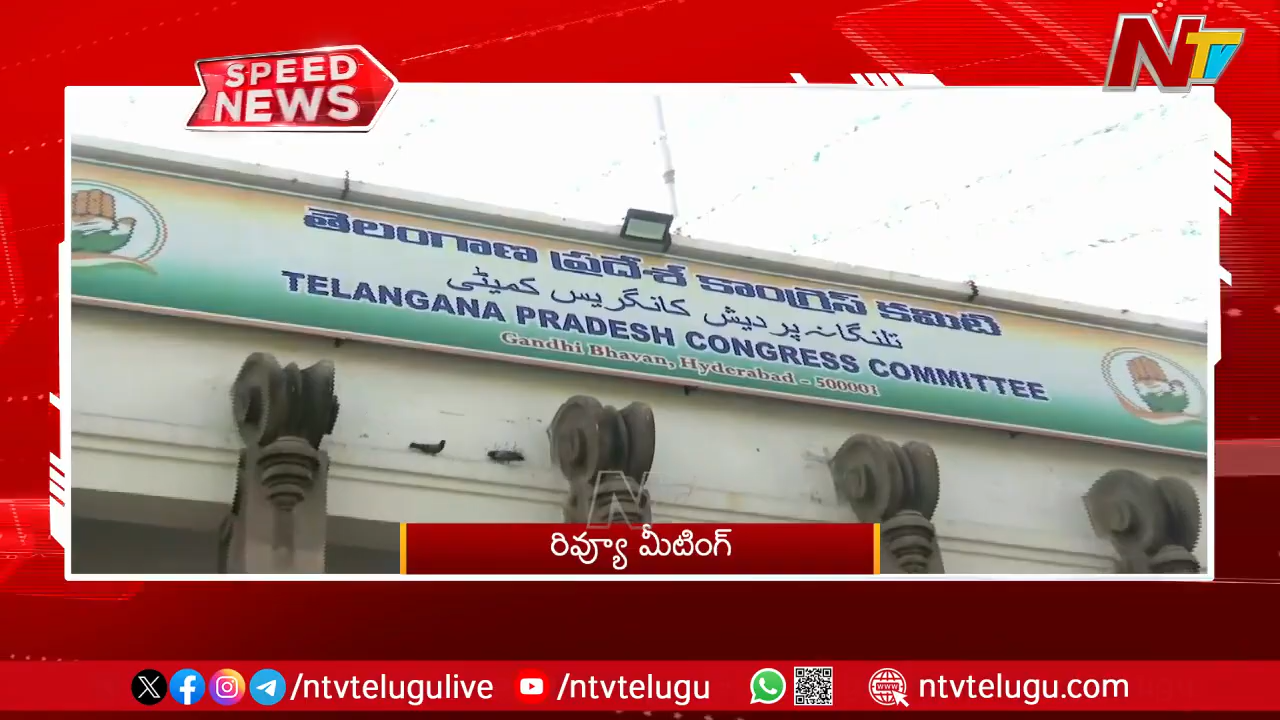 NTV
SPEED
NEWS
తెలంగాణ ప్రదేశ్ కాంగ్రెస్ కమిటి
تلنگانہ پردیش کانگریس کمیٹی
TELANGANA PRADESH CONGRESS COMMITTEE
Gandhi Bhavan, Hyderabad - 500001
రివ్యూ మీటింగ్
/ntvtelugulive /ntvtelugu ntvtelugu.com